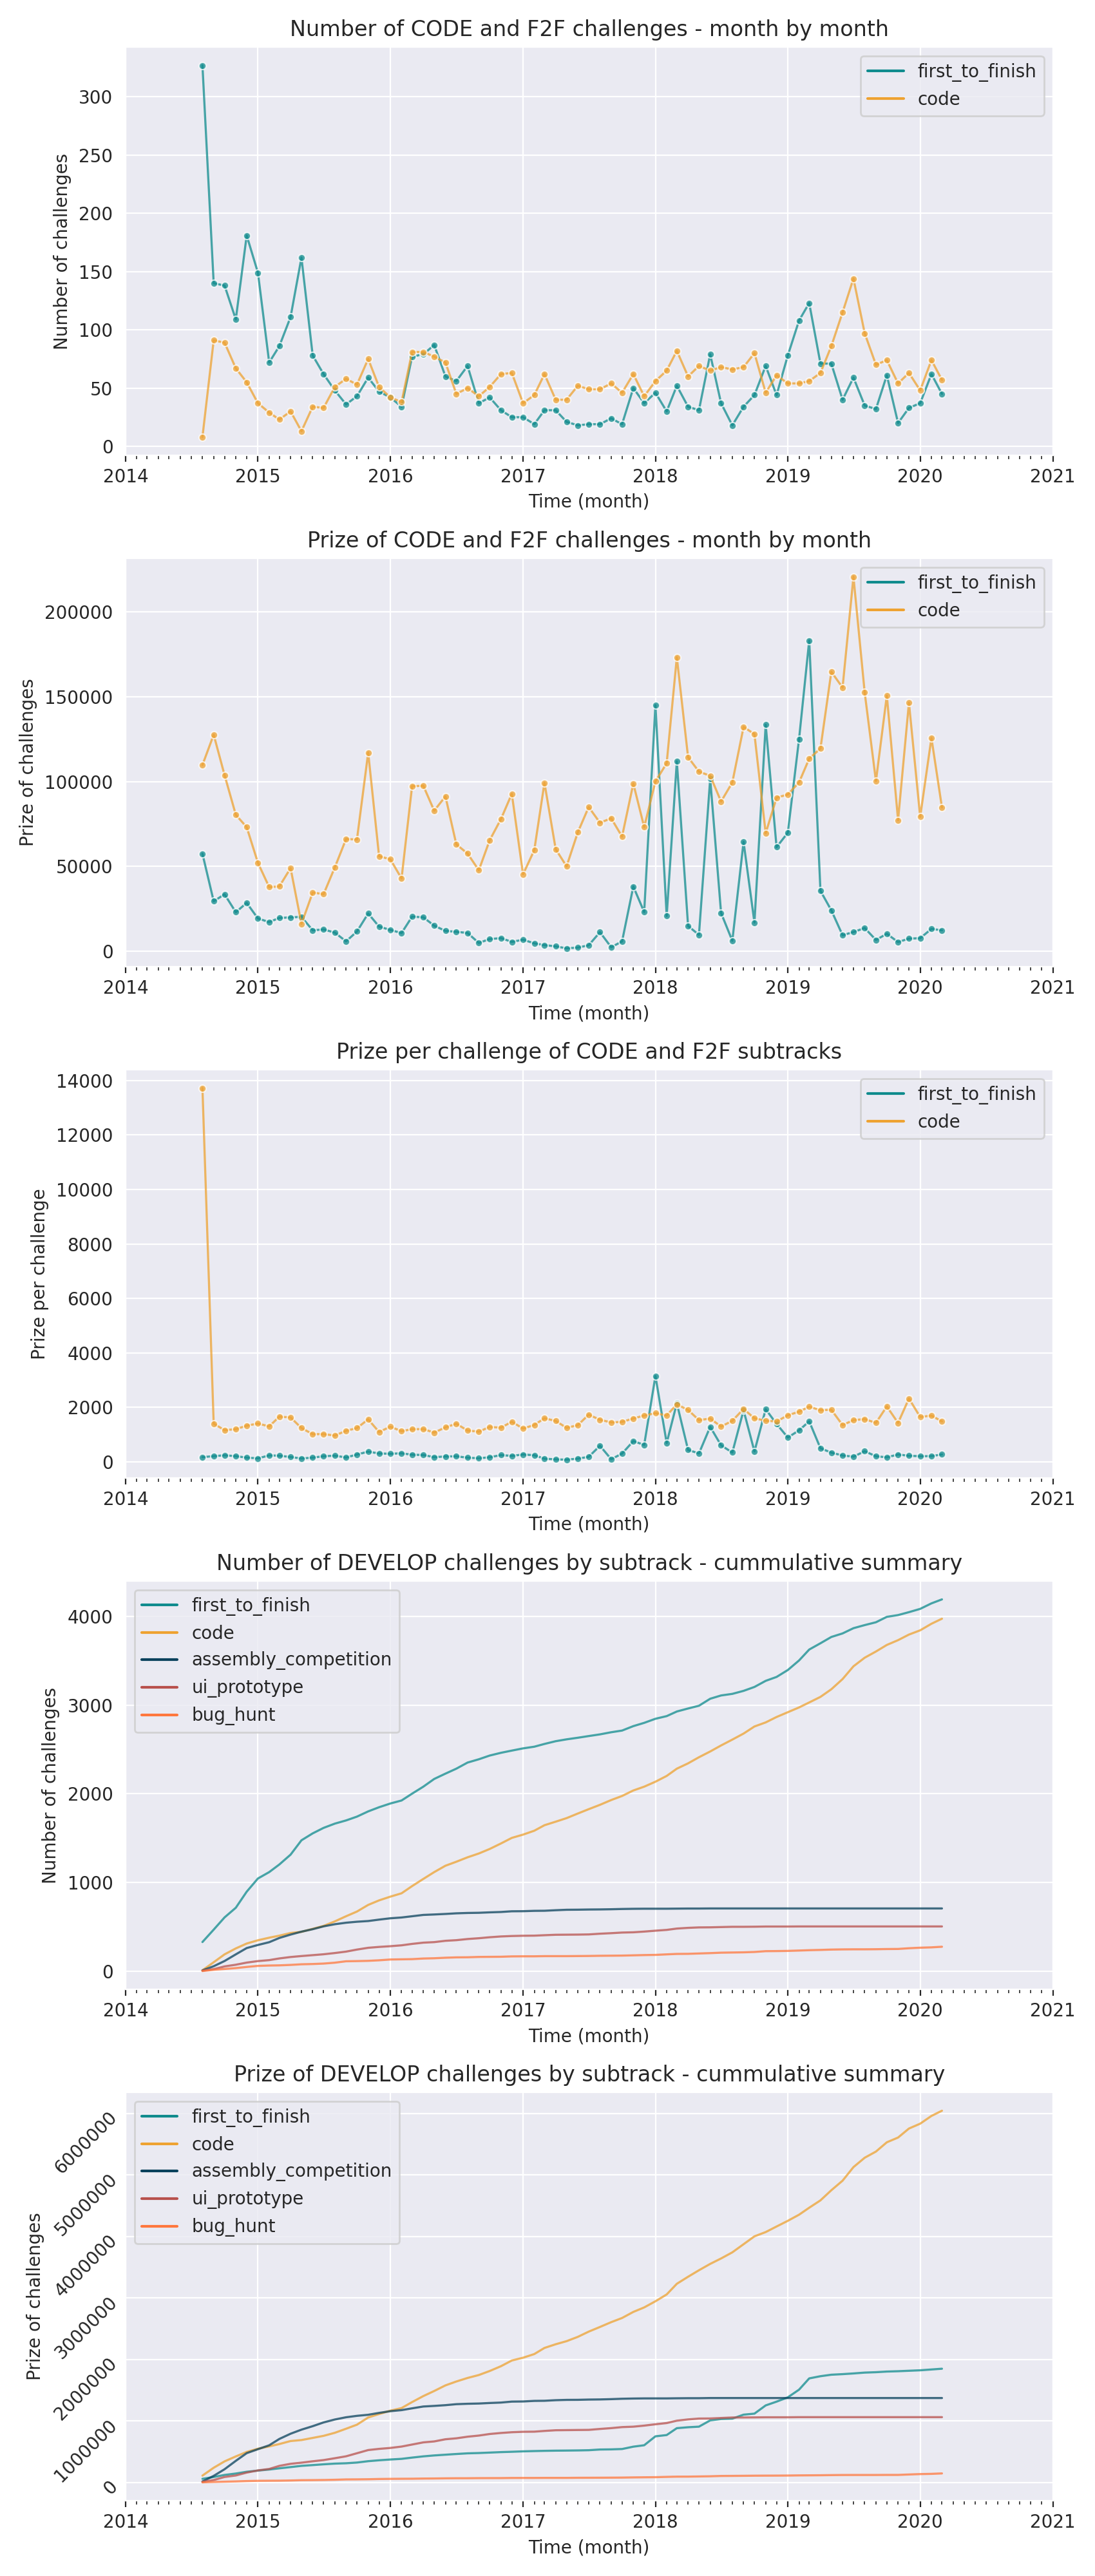 Number of CODE and F2F challenges - month by month
first_to_finish
code
Number of challenges
300
250
200
150
100
50
0
2014 2015 2016 2017 2018 2019 2020 2021
Time (month)
Prize of CODE and F2F challenges - month by month
first_to_finish
code
Prize of challenges
200000
150000
100000
50000
0
2014 2015 2016 2017 2018 2019 2020 2021
Time (month)
Prize per challenge of CODE and F2F subtracks
first_to_finish
code
Prize per challenge
14000
12000
10000
8000
6000
4000
2000
0
2014 2015 2016 2017 2018 2019 2020 2021
Time (month)
Number of DEVELOP challenges by subtrack - cummulative summary
first_to_finish
code
assembly_competition
ui_prototype
bug_hunt
Number of challenges
4000
3000
2000
1000
0
2014 2015 2016 2017 2018 2019 2020 2021
Time (month)
Prize of DEVELOP challenges by subtrack - cummulative summary
first_to_finish
code
assembly_competition
ui_prototype
bug_hunt
Prize of challenges
6000000
5000000
4000000
3000000
2000000
1000000
0
2014 2015 2016 2017 2018 2019 2020 2021
Time (month)